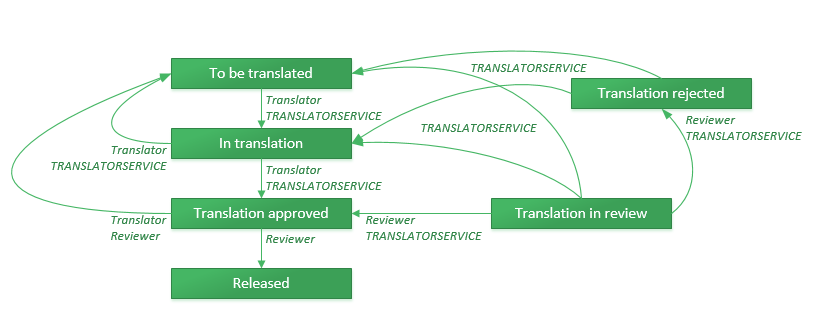 To be translated
TRANSLATORSERVICE
Translation rejected
Translator
TRANSLATORSERVICE
Reviewer
TRANSLATORSERVICE
TRANSLATORSERVICE
In translation
Translator
TRANSLATORSERVICE
Translator
TRANSLATORSERVICE
Translation approved
Translation in review
Translator
Reviewer
Reviewer
TRANSLATORSERVICE
Reviewer
Released